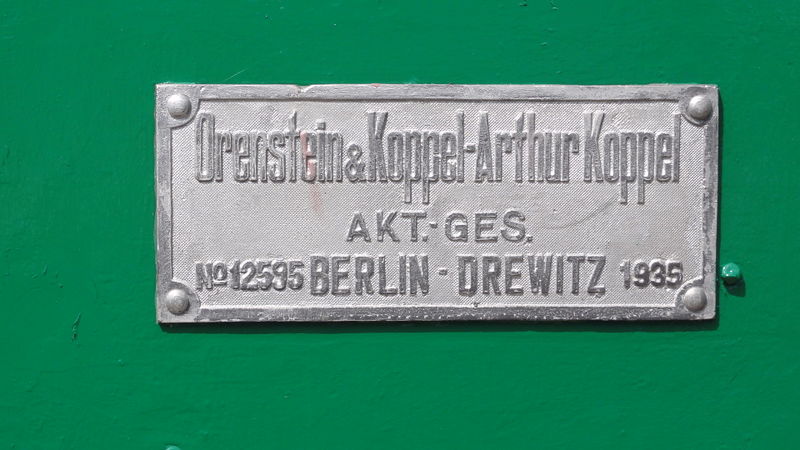 Orenstein & Koppel-Arthur Koppel
AKT.-GES.
No 12595 BERLIN - DREWITZ 1935